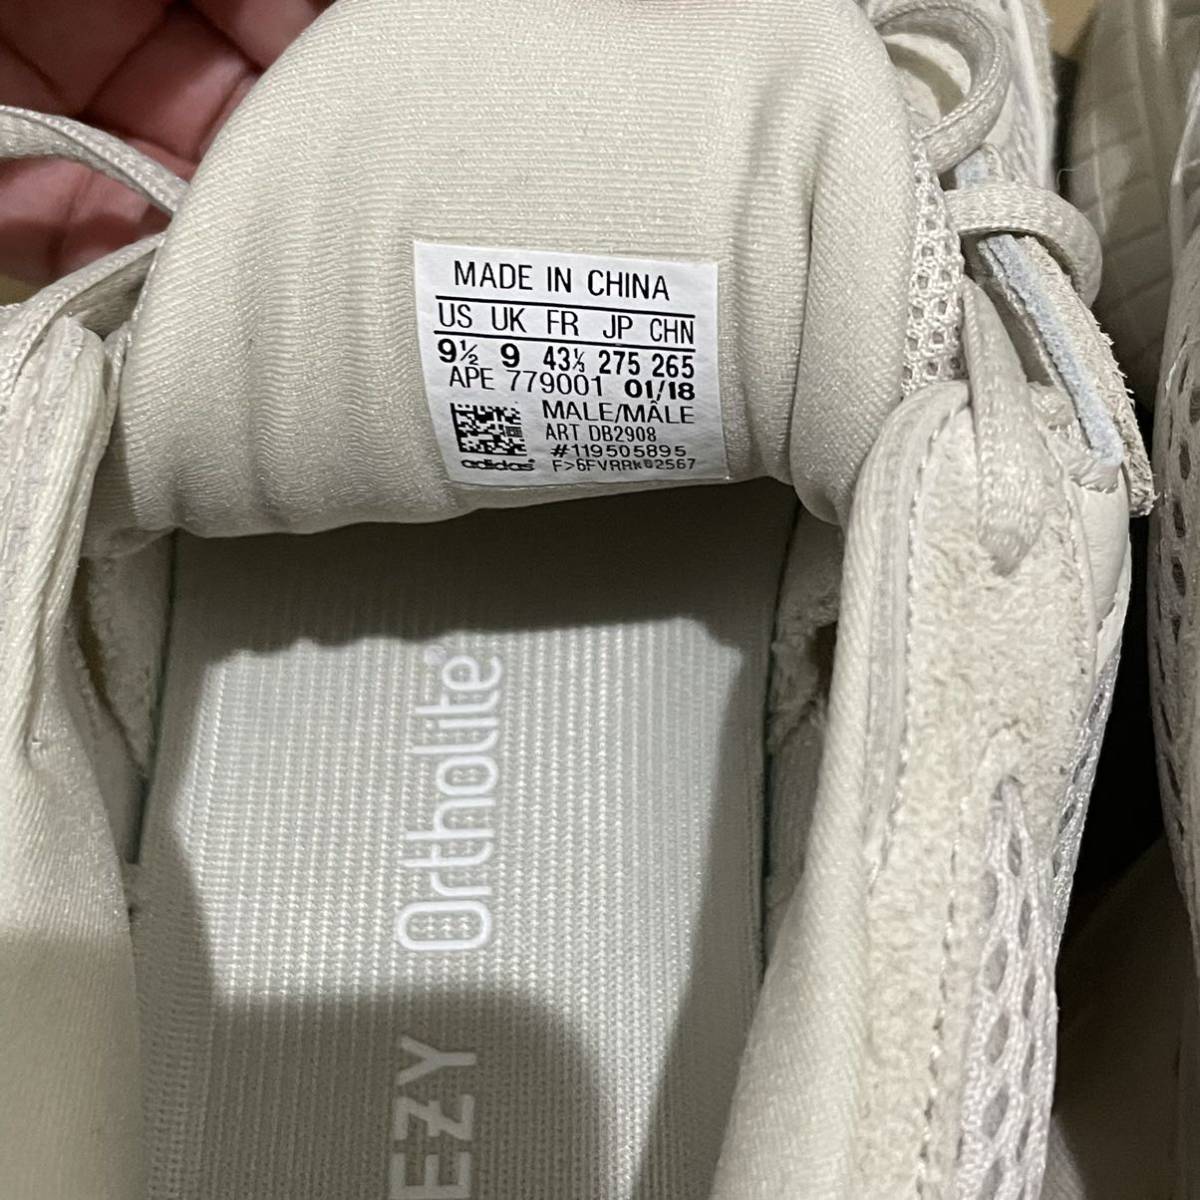 MADE IN CHINA
US UK FR JP CHN
9½ 9 43⅓ 275 265
APE 779001 01/18
MALE/MÂLE
ART DB2908
#119505895
adidas®
Ortholite®
EZY